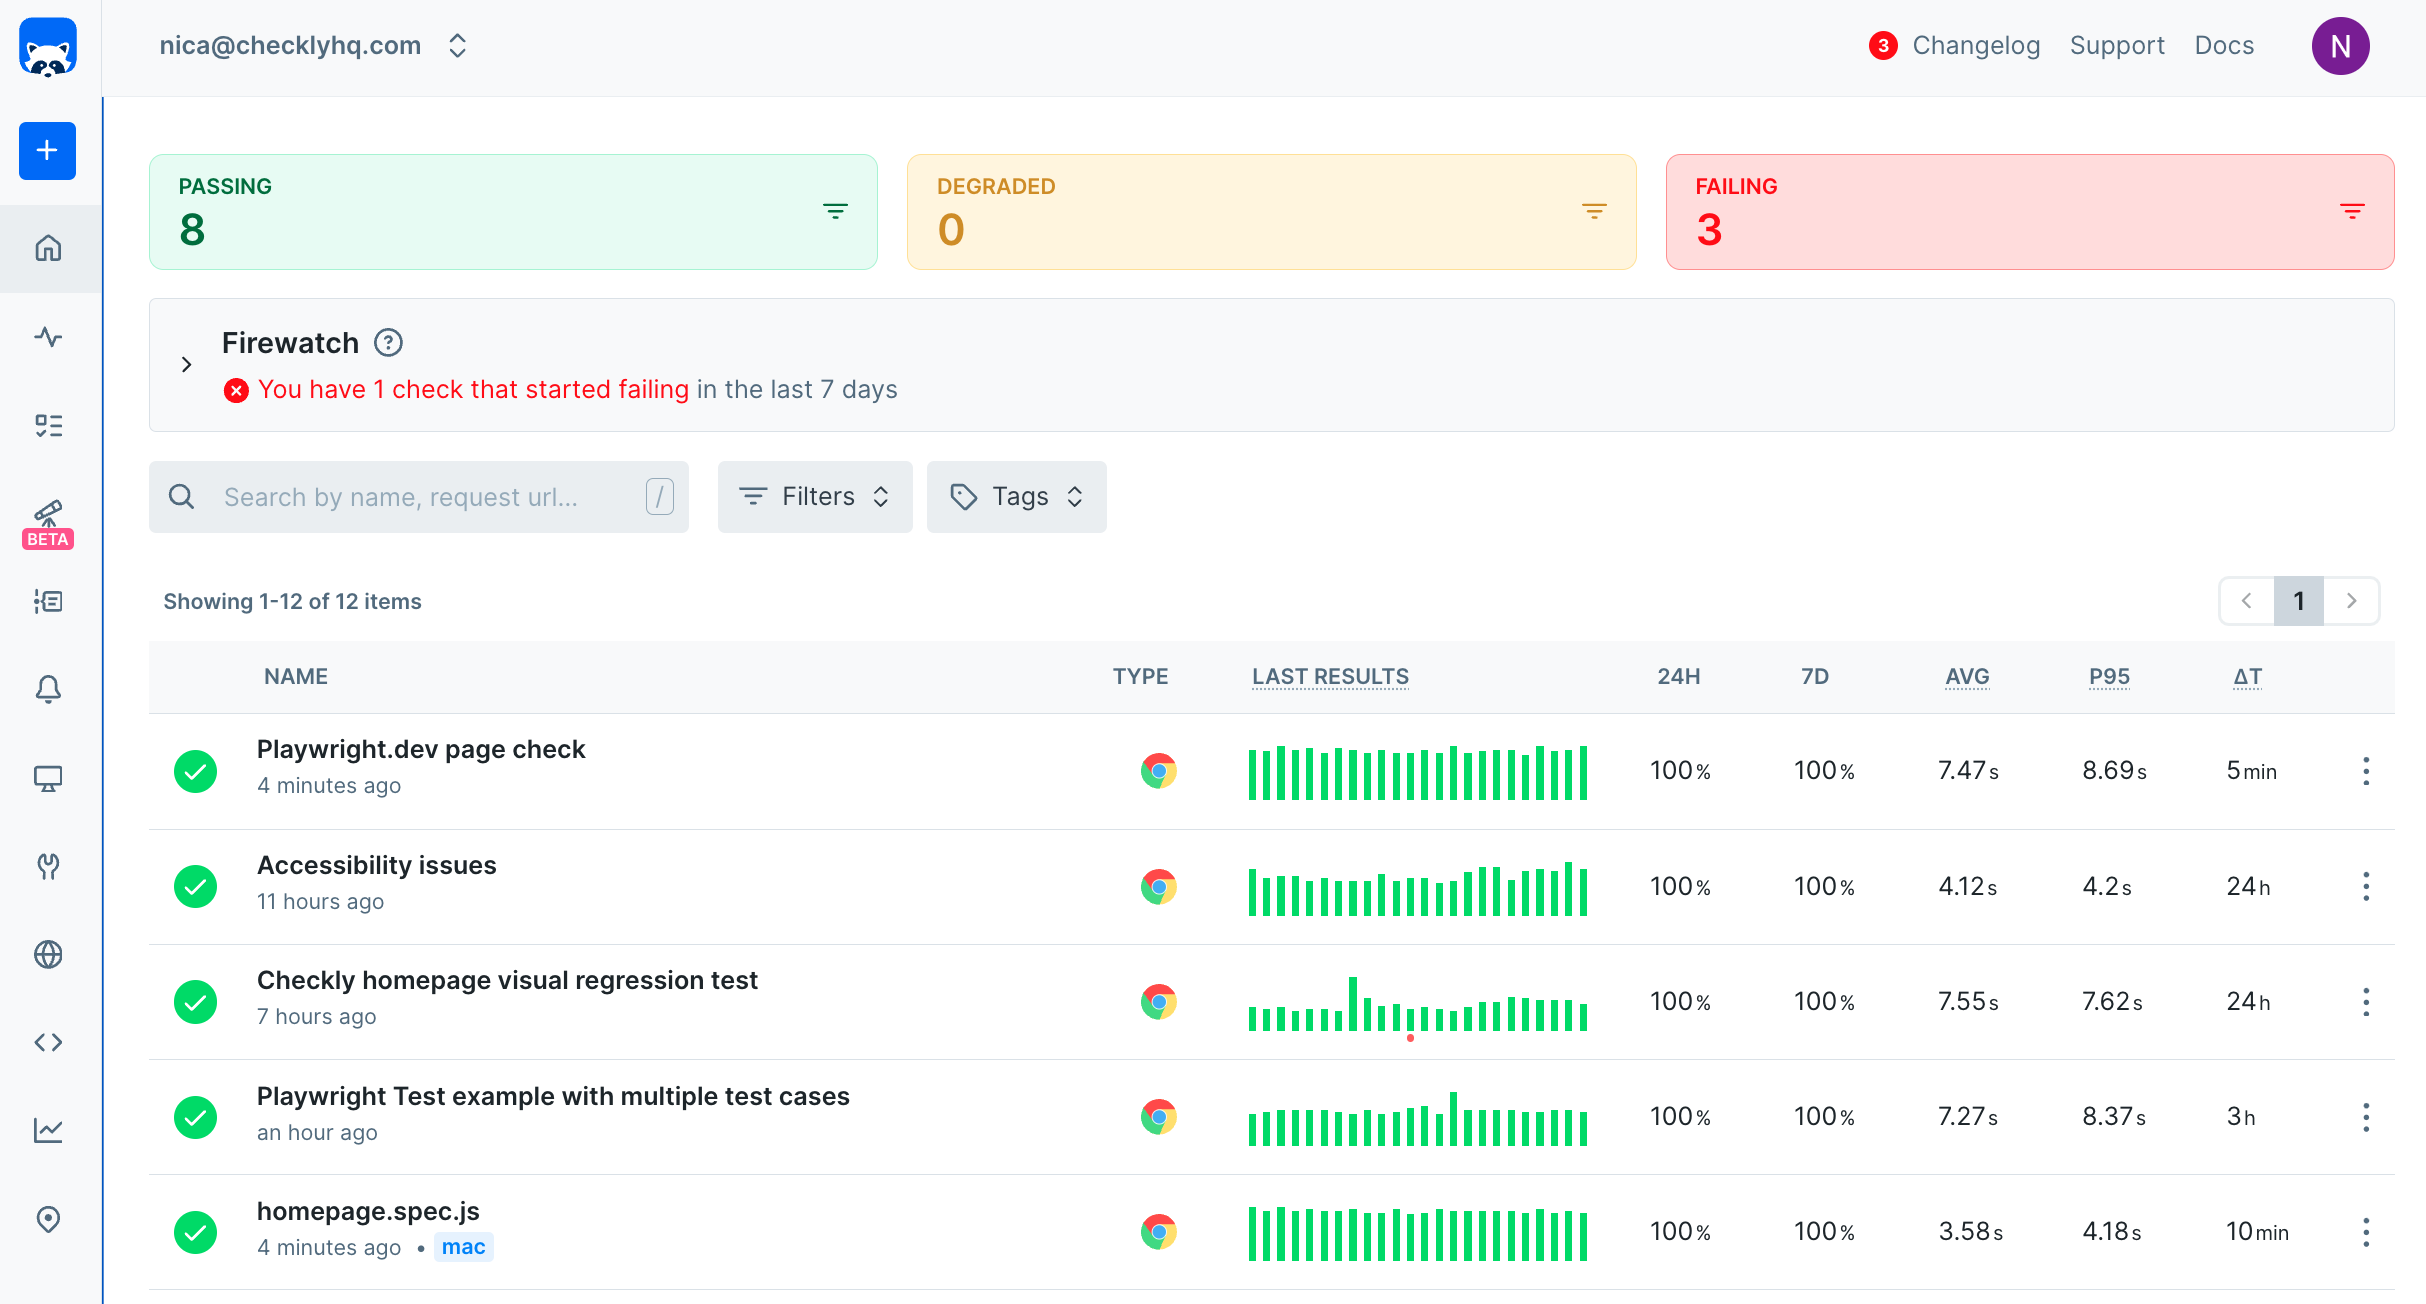 nica@checklyhq.com
3 Changelog Support Docs N
PASSING
8
DEGRADED
0
FAILING
3
Firewatch ?
You have 1 check that started failing in the last 7 days
Search by name, request url... /
Filters
Tags
BETA
Showing 1-12 of 12 items
1
NAME TYPE LAST RESULTS 24H 7D AVG P95 ΔT
Playwright.dev page check
4 minutes ago
100% 100% 7.47s 8.69s 5min
Accessibility issues
11 hours ago
100% 100% 4.12s 4.2s 24h
Checkly homepage visual regression test
7 hours ago
100% 100% 7.55s 7.62s 24h
Playwright Test example with multiple test cases
an hour ago
100% 100% 7.27s 8.37s 3h
homepage.spec.js
4 minutes ago • mac
100% 100% 3.58s 4.18s 10min